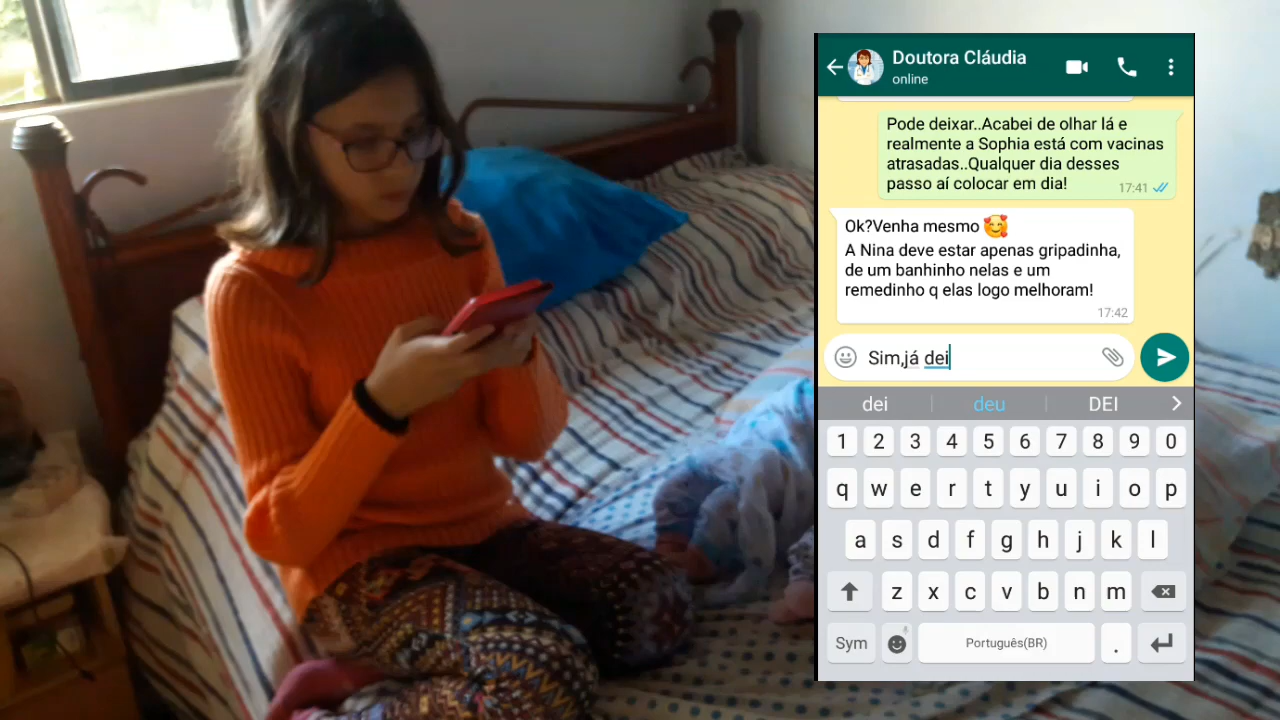 Doutora Cláudia
online
Pode deixar..Acabei de olhar lá e
realmente a Sophia está com vacinas
atrasadas..Qualquer dia desses
passo aí colocar em dia!
17:41
Ok?Venha mesmo 🥰
A Nina deve estar apenas gripadinha,
de um banhinho nelas e um
remedinho q elas logo melhoram!
17:42
Sim,já dei
dei deu DEI
1 2 3 4 5 6 7 8 9 0
q w e r t y u i o p
a s d f g h j k l
z x c v b n m
Sym Português(BR) .